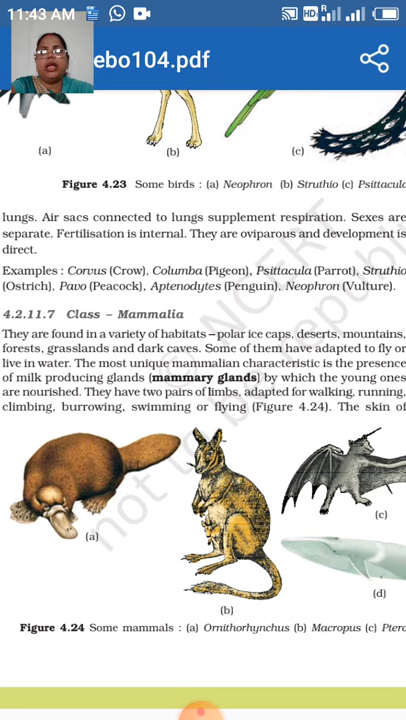 11:43 AM
HD R
ebo104.pdf
(a)
(b)
(c)
Figure 4.23 Some birds : (a) Neophron (b) Struthio (c) Psittacula
lungs. Air sacs connected to lungs supplement respiration. Sexes are
separate. Fertilisation is internal. They are oviparous and development is
direct.
Examples : Corvus (Crow), Columba (Pigeon), Psittacula (Parrot), Struthio
(Ostrich), Pavo (Peacock), Aptenodytes (Penguin), Neophron (Vulture).
4.2.11.7 Class – Mammalia
They are found in a variety of habitats – polar ice caps, deserts, mountains,
forests, grasslands and dark caves. Some of them have adapted to fly or
live in water. The most unique mammalian characteristic is the presence
of milk producing glands (mammary glands) by which the young ones
are nourished. They have two pairs of limbs, adapted for walking, running,
climbing, burrowing, swimming or flying (Figure 4.24). The skin of
(a)
(b)
(c)
(d)
Figure 4.24 Some mammals : (a) Ornithorhynchus (b) Macropus (c) Ptero
© NCERT
not to be republ